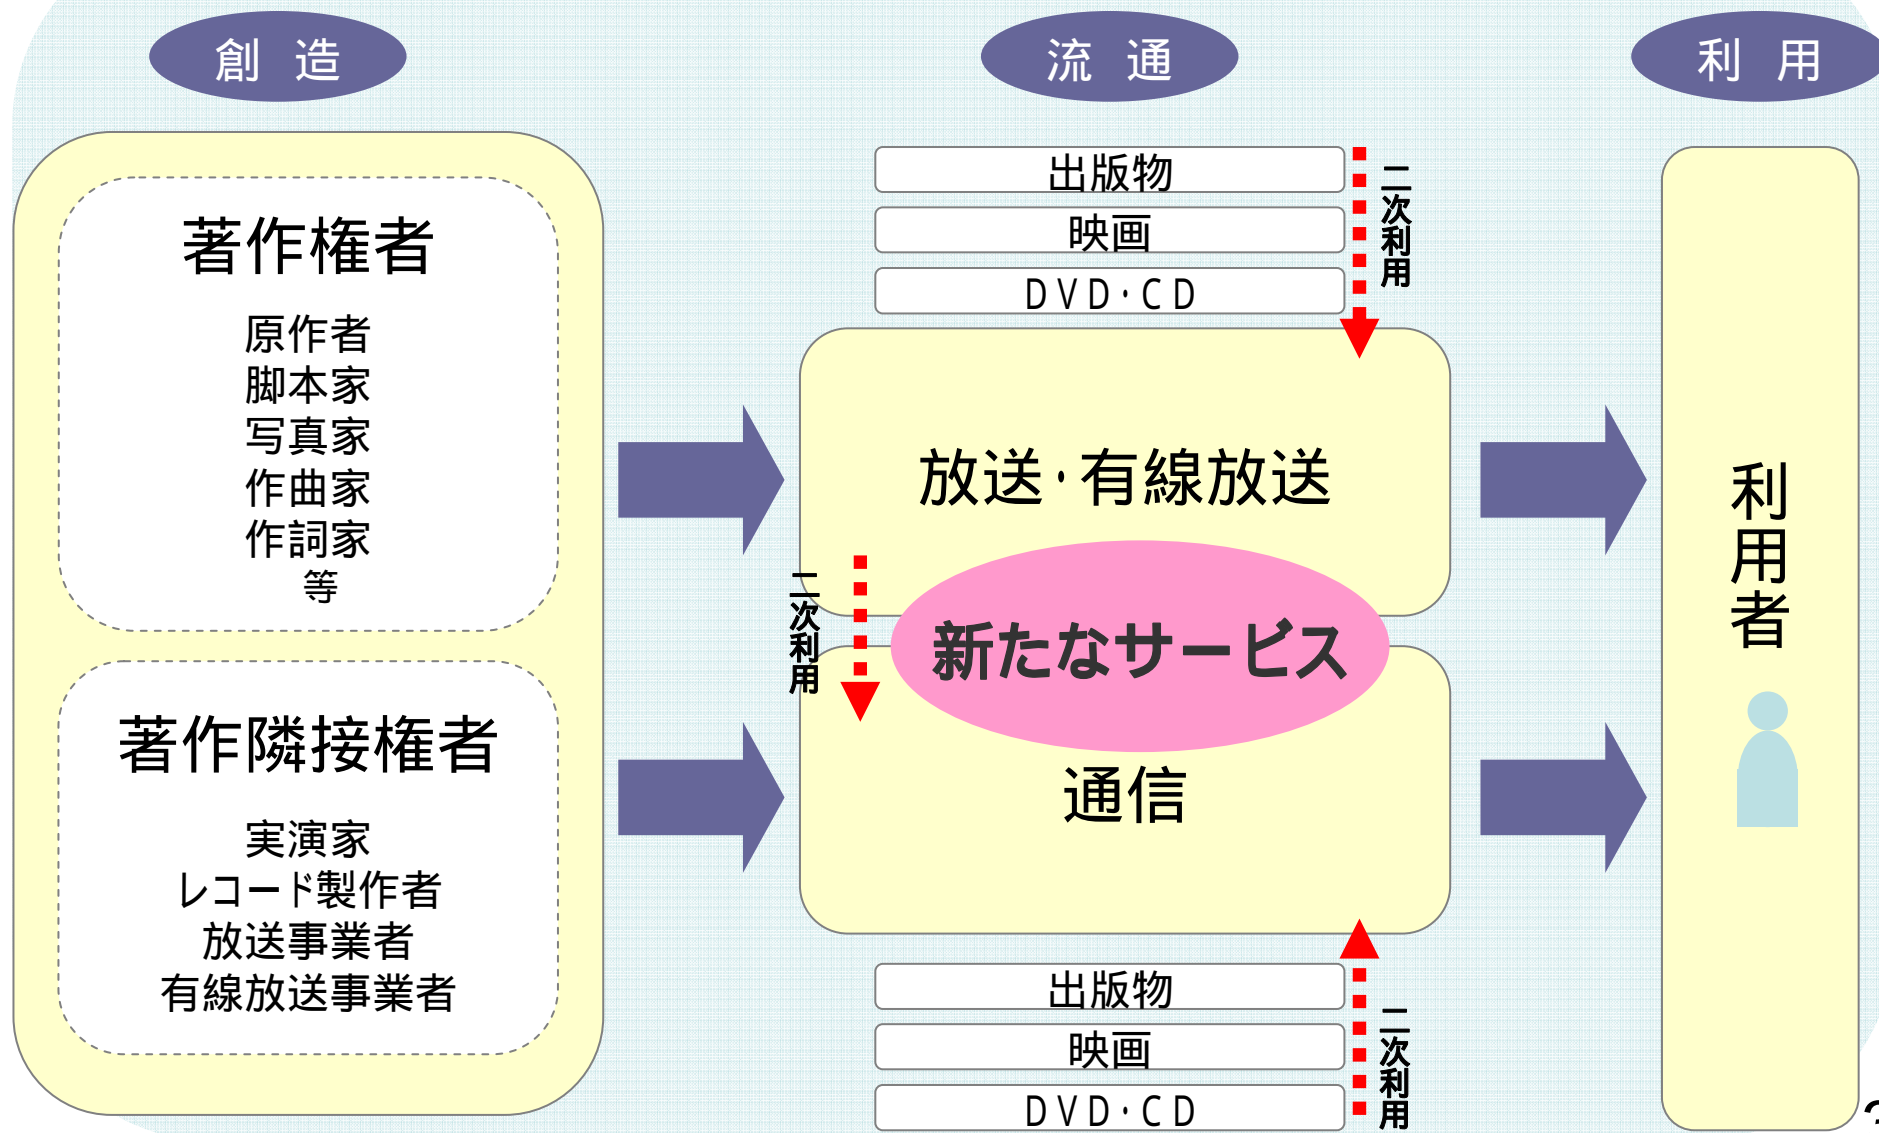 創 造
流 通
利 用
著作権者
原作者
脚本家
写真家
作曲家
作詞家
等
著作隣接権者
実演家
レコード製作者
放送事業者
有線放送事業者
出版物
映画
DVD・CD
二次利用
放送・有線放送
二次利用
新たなサービス
通信
出版物
映画
DVD・CD
二次利用
利用者